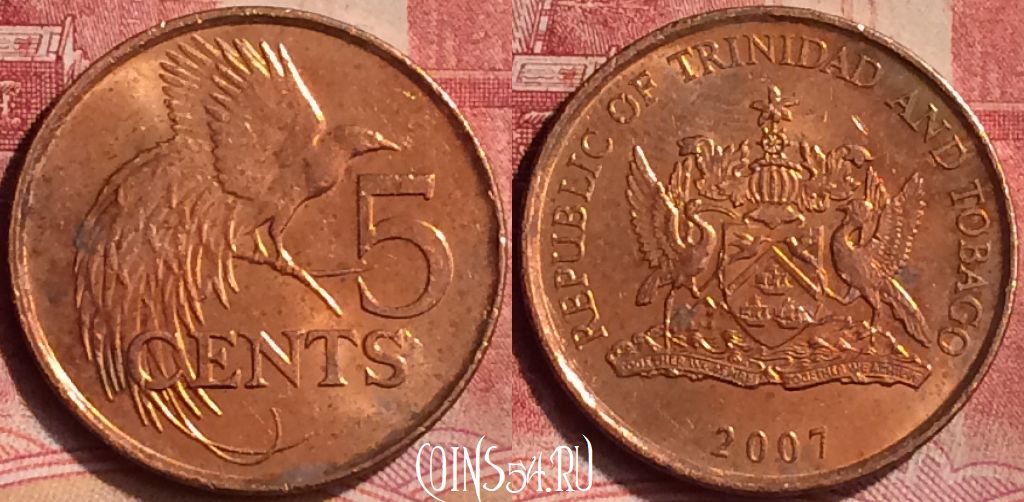 5
CENTS
REPUBLIC OF TRINIDAD AND TOBAGO
2007
COINS54.RU